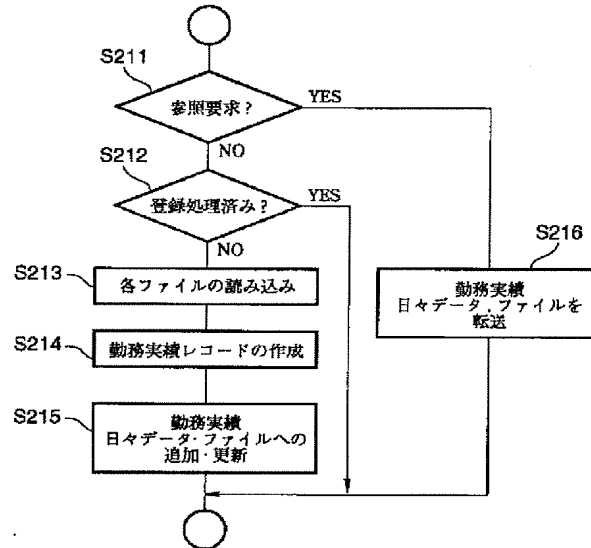 S211
参照要求?
YES
NO
S212
登録処理済み?
YES
NO
S213
各ファイルの読み込み
S214
勤務実績レコードの作成
S215
勤務実績
日々データ・ファイルへの
追加・更新
S216
勤務実績
日々データ・ファイルを
転送